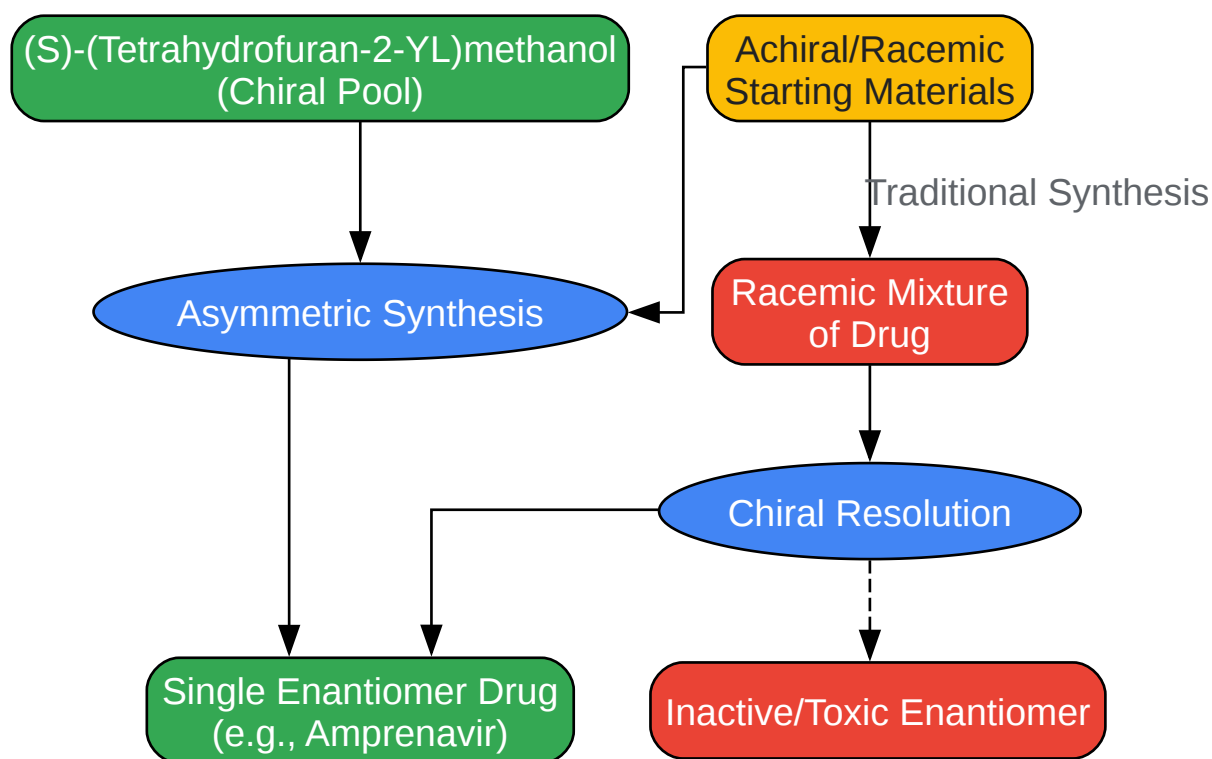 (S)-(Tetrahydrofuran-2-YL)methanol
(Chiral Pool)
Achiral/Racemic
Starting Materials
Traditional Synthesis
Asymmetric Synthesis
Racemic Mixture
of Drug
Chiral Resolution
Single Enantiomer Drug
(e.g., Amprenavir)
Inactive/Toxic Enantiomer